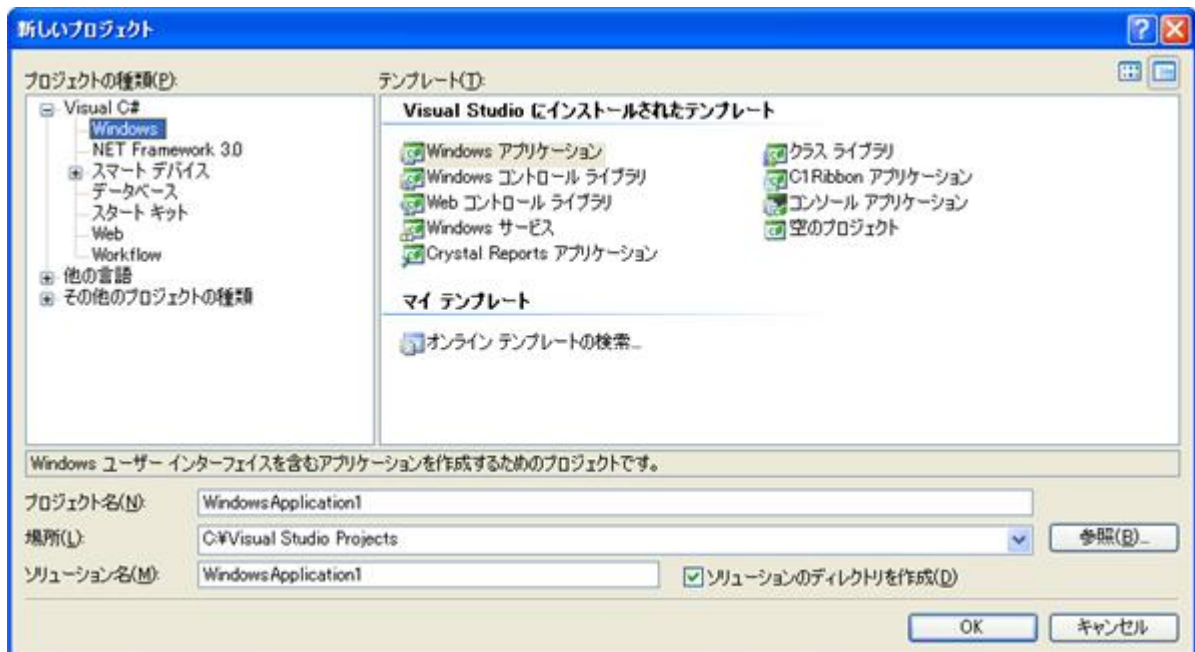 新しいプロジェクト
プロジェクトの種類(P):
テンプレート(T):
Visual C#
Windows
NET Framework 3.0
スマート デバイス
データベース
スタート キット
Web
Workflow
他の言語
その他のプロジェクトの種類
Visual Studio にインストールされたテンプレート
Windows アプリケーション
クラス ライブラリ
Windows コントロール ライブラリ
C1Ribbon アプリケーション
Web コントロール ライブラリ
コンソール アプリケーション
Windows サービス
空のプロジェクト
Crystal Reports アプリケーション
マイ テンプレート
オンライン テンプレートの検索...
Windows ユーザー インターフェイスを含むアプリケーションを作成するためのプロジェクトです。
プロジェクト名(N):
WindowsApplication1
場所(L):
C:¥Visual Studio Projects
参照(B)...
ソリューション名(M):
WindowsApplication1
ソリューションのディレクトリを作成(D)
OK
キャンセル